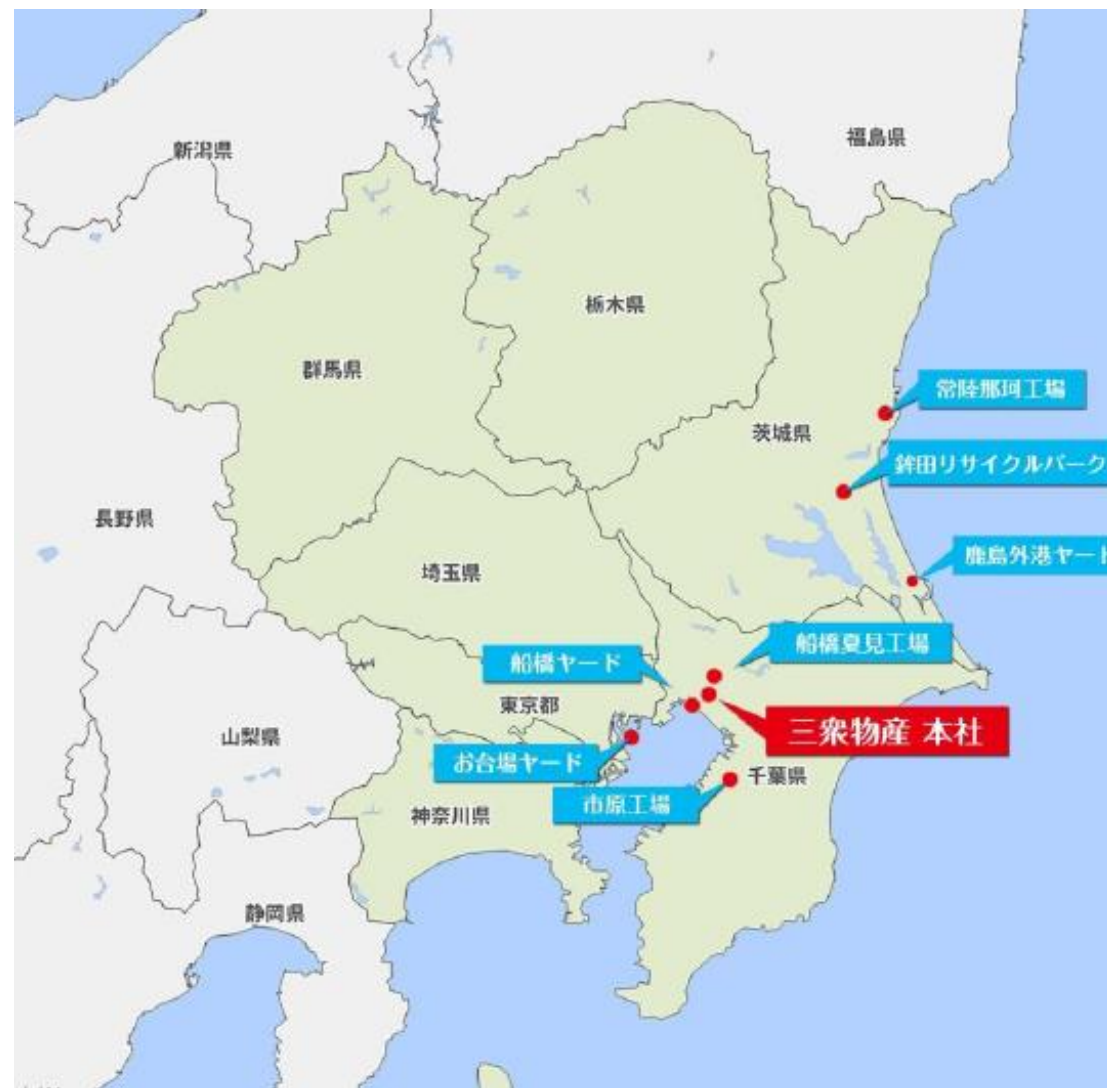 新潟県
福島県
栃木県
群馬県
常陸那珂工場
茨城県
鉾田リサイクルパーク
長野県
鹿島外港ヤード
埼玉県
船橋夏見工場
船橋ヤード
東京都
三衆物産 本社
山梨県
お台場ヤード
千葉県
市原工場
神奈川県
静岡県